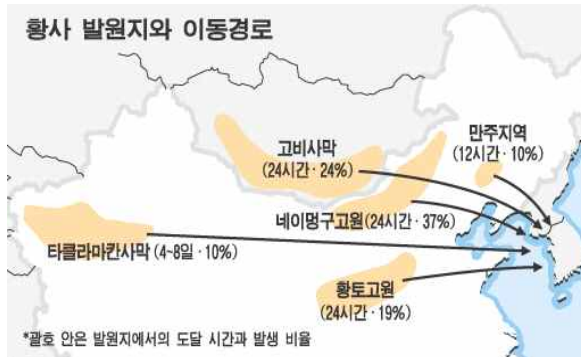 황사 발원지와 이동경로
고비사막
(24시간·24%)
만주지역
(12시간·10%)
네이멍구고원(24시간·37%)
타클라마칸사막 (4~8일·10%)
황토고원
(24시간·19%)
*괄호 안은 발원지에서의 도달 시간과 발생 비율